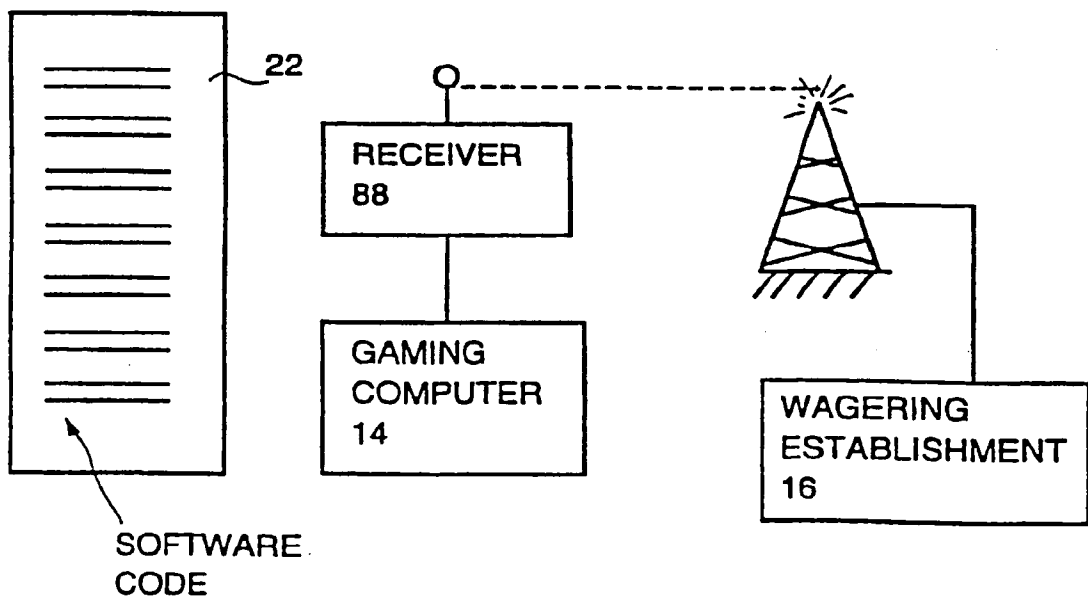 22
RECEIVER
88
GAMING
COMPUTER
14
WAGERING
ESTABLISHMENT
16
SOFTWARE
CODE